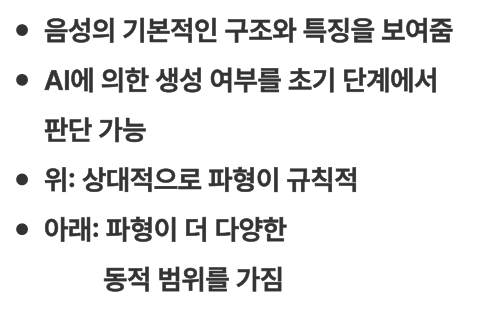 • 음성의 기본적인 구조와 특징을 보여줌
• AI에 의한 생성 여부를 초기 단계에서
판단 가능
• 위: 상대적으로 파형이 규칙적
• 아래: 파형이 더 다양한
동적 범위를 가짐